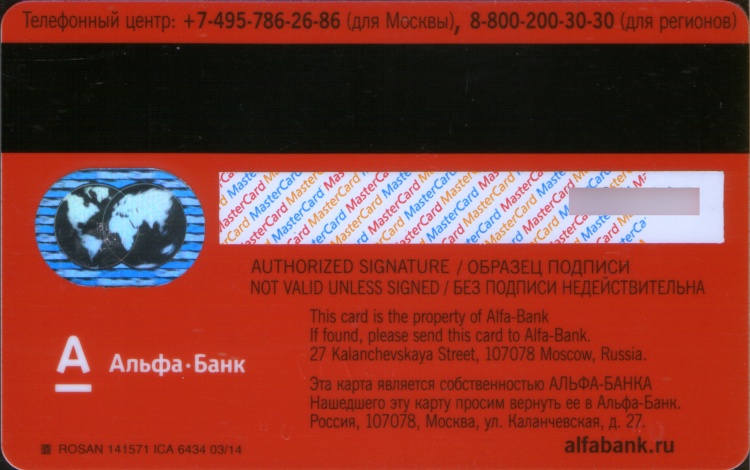 Телефонный центр: +7-495-786-26-86 (для Москвы), 8-800-200-30-30 (для регионов)
MasterCard MasterCard MasterCard MasterCard
AUTHORIZED SIGNATURE / ОБРАЗЕЦ ПОДПИСИ
NOT VALID UNLESS SIGNED / БЕЗ ПОДПИСИ НЕДЕЙСТВИТЕЛЬНА
This card is the property of Alfa-Bank
If found, please send this card to Alfa-Bank.
27 Kalanchevskaya Street, 107078 Moscow, Russia.
А Альфа·Банк
Эта карта является собственностью АЛЬФА-БАНКА
Нашедшего эту карту просим вернуть ее в Альфа-Банк.
Россия, 107078, Москва, ул. Каланчевская, д. 27.
ROSAN 141571 ICA 6434 03/14
alfabank.ru